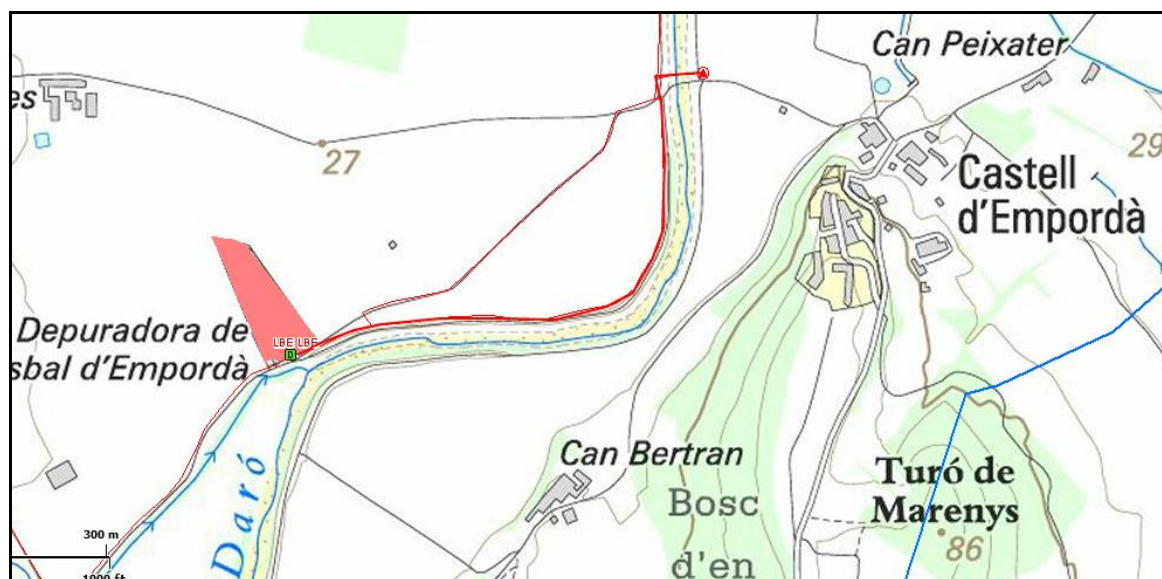 Can Peixater
es
27
29
Castell
d'Empordà
LBE LBE
D
Depuradora de
sbal d'Empordà
Can Bertran
Daró
Turó de
Marenys
Bosc
86
d'en
300 m
1000 ft